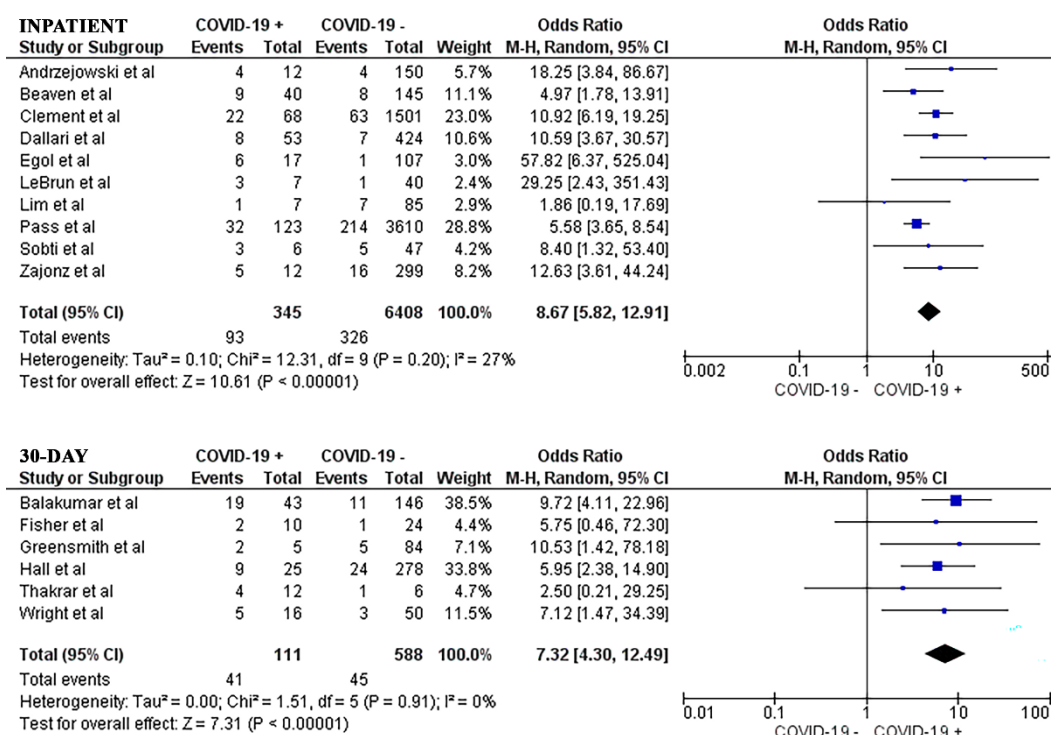 INPATIENT COVID-19 + COVID-19 - Odds Ratio Odds Ratio
Study or Subgroup Events Total Events Total Weight M-H, Random, 95% CI M-H, Random, 95% CI
Andrzejowski et al 4 12 4 150 5.7% 18.25 [3.84, 86.67]
Beaven et al 9 40 8 145 11.1% 4.97 [1.78, 13.91]
Clement et al 22 68 63 1501 23.0% 10.92 [6.19, 19.25]
Dallari et al 8 53 7 424 10.6% 10.59 [3.67, 30.57]
Egol et al 6 17 1 107 3.0% 57.82 [6.37, 525.04]
LeBrun et al 3 7 1 40 2.4% 29.25 [2.43, 351.43]
Lim et al 1 7 7 85 2.9% 1.86 [0.19, 17.69]
Pass et al 32 123 214 3610 28.8% 5.58 [3.65, 8.54]
Sobti et al 3 6 5 47 4.2% 8.40 [1.32, 53.40]
Zajonz et al 5 12 16 299 8.2% 12.63 [3.61, 44.24]
Total (95% CI) 345 6408 100.0% 8.67 [5.82, 12.91]
Total events 93 326
Heterogeneity: Tau² = 0.10; Chi² = 12.31, df = 9 (P = 0.20); I² = 27%
Test for overall effect: Z = 10.61 (P < 0.00001)
0.002 0.1 1 10 500
COVID-19 - COVID-19 +
30-DAY COVID-19 + COVID-19 - Odds Ratio Odds Ratio
Study or Subgroup Events Total Events Total Weight M-H, Random, 95% CI M-H, Random, 95% CI
Balakumar et al 19 43 11 146 38.5% 9.72 [4.11, 22.96]
Fisher et al 2 10 1 24 4.4% 5.75 [0.46, 72.30]
Greensmith et al 2 5 5 84 7.1% 10.53 [1.42, 78.18]
Hall et al 9 25 24 278 33.8% 5.95 [2.38, 14.90]
Thakrar et al 4 12 1 6 4.7% 2.50 [0.21, 29.25]
Wright et al 5 16 3 50 11.5% 7.12 [1.47, 34.39]
Total (95% CI) 111 588 100.0% 7.32 [4.30, 12.49]
Total events 41 45
Heterogeneity: Tau² = 0.00; Chi² = 1.51, df = 5 (P = 0.91); I² = 0%
Test for overall effect: Z = 7.31 (P < 0.00001)
0.01 0.1 1 10 100
COVID-19 - COVID-19 +